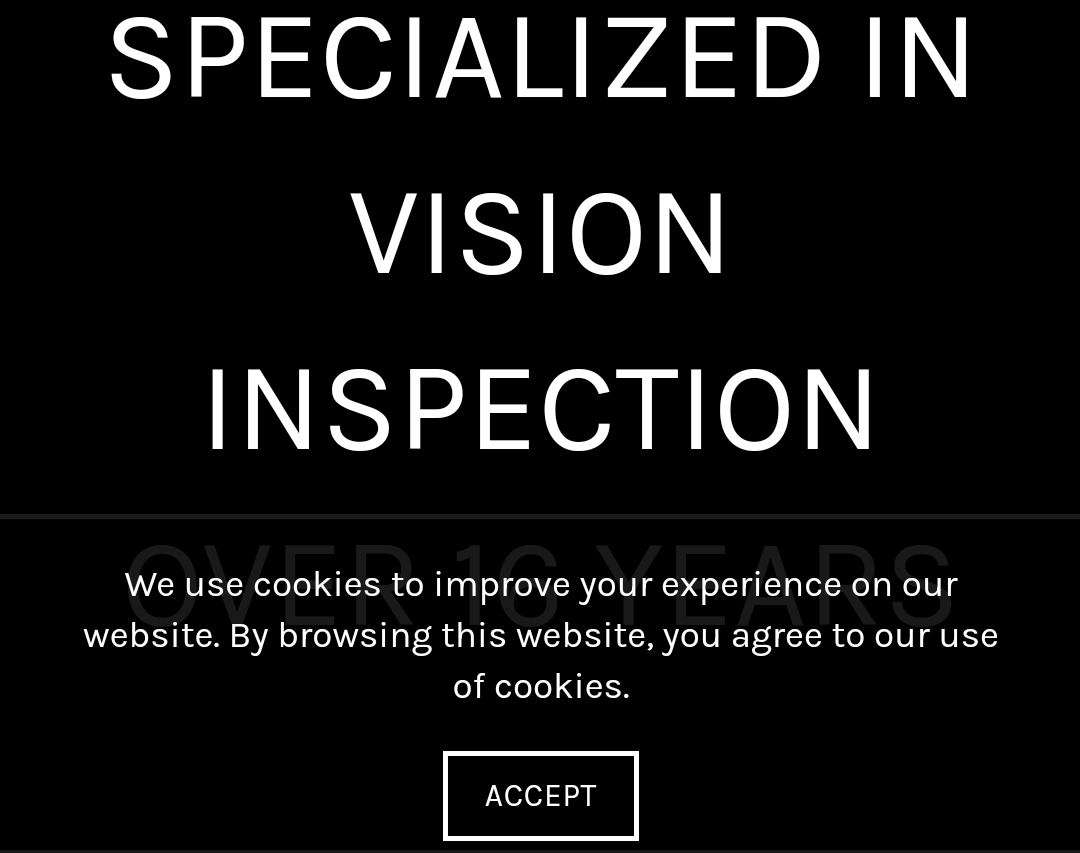 SPECIALIZED IN
VISION
INSPECTION
OVER 16 YEARS
We use cookies to improve your experience on our
website. By browsing this website, you agree to our use
of cookies.
ACCEPT